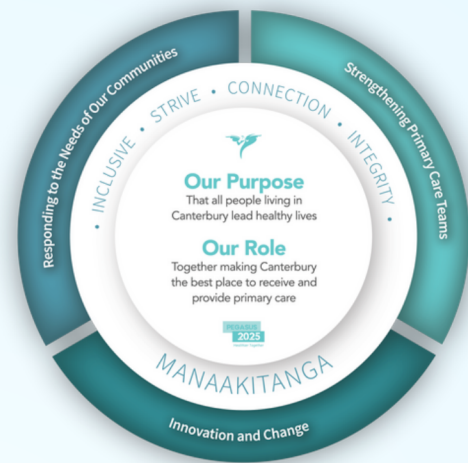 Responding to the Needs of Our Communities
Strengthening Primary Care Teams
• INCLUSIVE • STRIVE • CONNECTION • INTEGRITY •
Our Purpose
That all people living in
Canterbury lead healthy lives
Our Role
Together making Canterbury
the best place to receive and
provide primary care
PEGASUS
2025
MANAAKITANGA
Innovation and Change